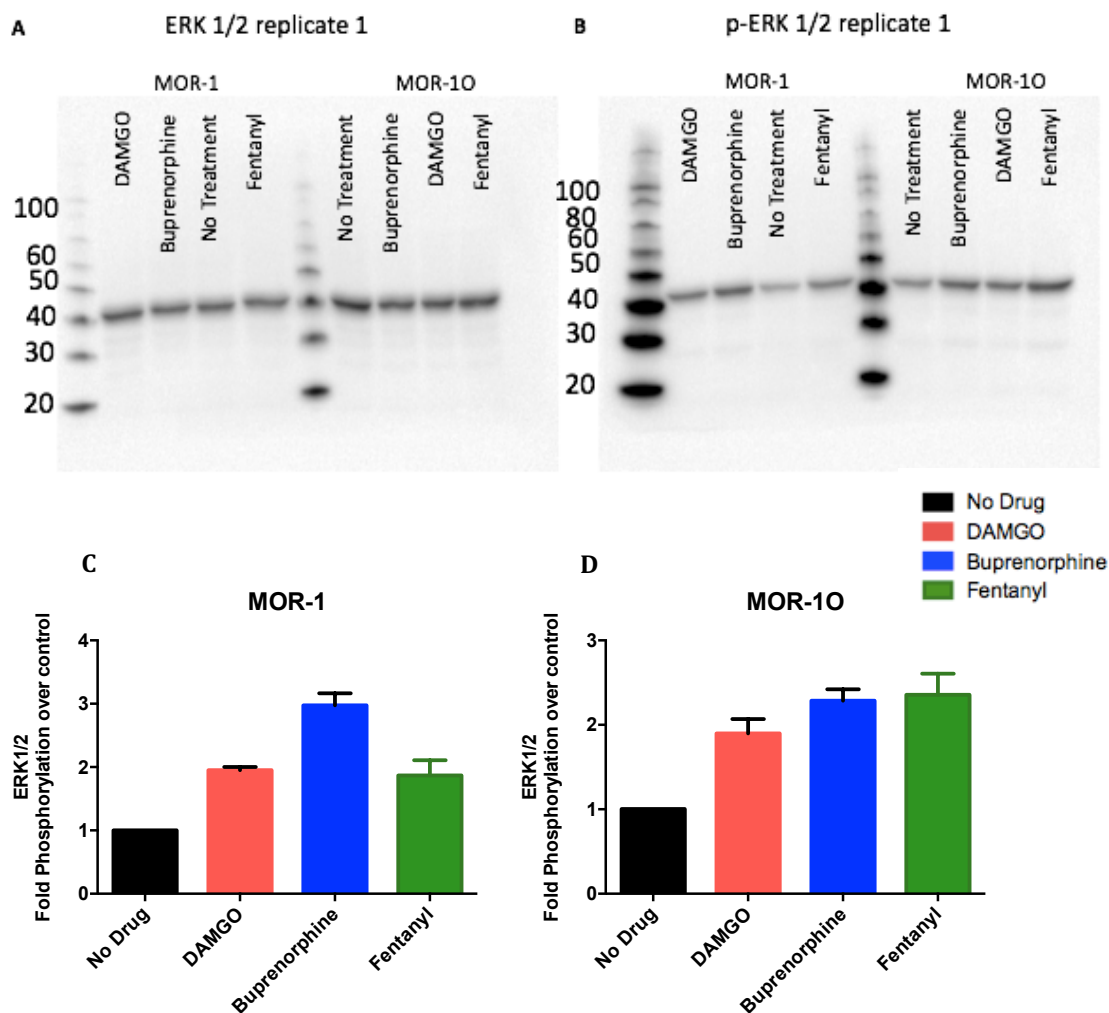 A
ERK 1/2 replicate 1
MOR-1
MOR-1O
DAMGO
Buprenorphine
No Treatment
Fentanyl
No Treatment
Buprenorphine
DAMGO
Fentanyl
100
60
50
40
30
20
B
p-ERK 1/2 replicate 1
MOR-1
MOR-1O
DAMGO
Buprenorphine
No Treatment
Fentanyl
No Treatment
Buprenorphine
DAMGO
Fentanyl
100
80
60
50
40
30
20
No Drug
DAMGO
Buprenorphine
Fentanyl
C
MOR-1
ERK1/2
Fold Phosphorylation over control
4
3
2
1
0
No Drug
DAMGO
Buprenorphine
Fentanyl
D
MOR-1O
ERK1/2
Fold Phosphorylation over control
3
2
1
0
No Drug
DAMGO
Buprenorphine
Fentanyl